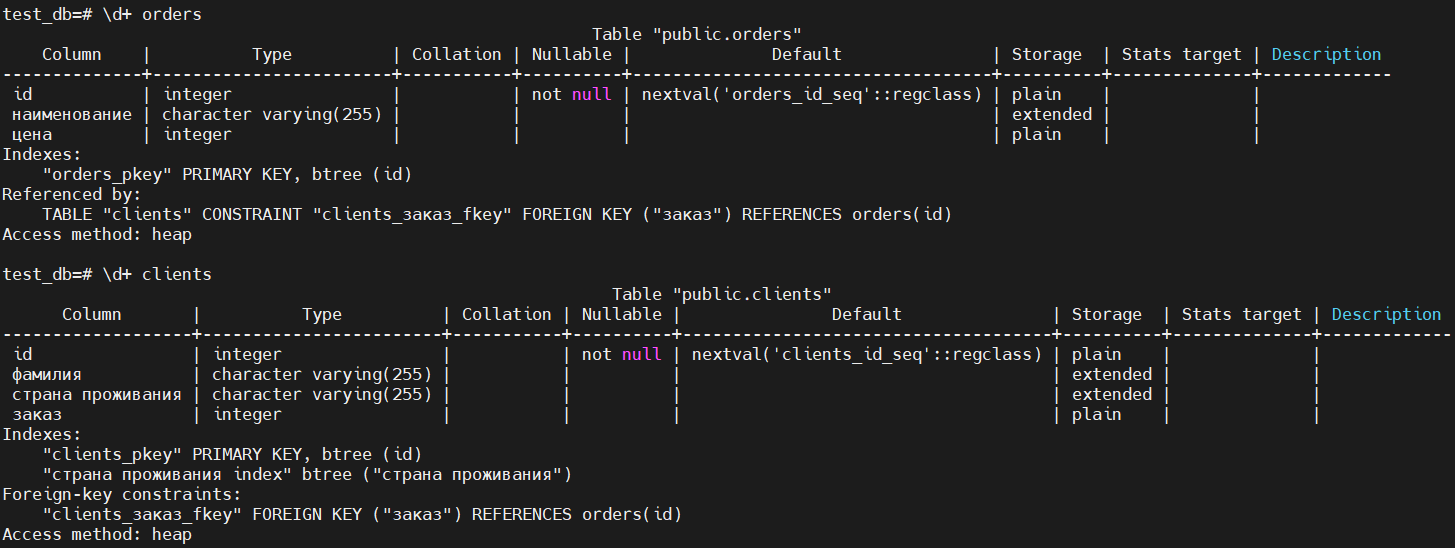 test_db=# \d+ orders
                                                           Table "public.orders"
    Column    |          Type          | Collation | Nullable |              Default               | Storage  | Stats target | Description
--------------+------------------------+-----------+----------+------------------------------------+----------+--------------+-------------
 id           | integer                |           | not null | nextval('orders_id_seq'::regclass) | plain    |              |
 наименование | character varying(255) |           |          |                                    | extended |              |
 цена         | integer                |           |          |                                    | plain    |              |
Indexes:
    "orders_pkey" PRIMARY KEY, btree (id)
Referenced by:
    TABLE "clients" CONSTRAINT "clients_заказ_fkey" FOREIGN KEY ("заказ") REFERENCES orders(id)
Access method: heap

test_db=# \d+ clients
                                                             Table "public.clients"
      Column       |          Type          | Collation | Nullable |               Default               | Storage  | Stats target | Description
-------------------+------------------------+-----------+----------+-------------------------------------+----------+--------------+-------------
 id                | integer                |           | not null | nextval('clients_id_seq'::regclass) | plain    |              |
 фамилия           | character varying(255) |           |          |                                     | extended |              |
 страна проживания | character varying(255) |           |          |                                     | extended |              |
 заказ             | integer                |           |          |                                     | plain    |              |
Indexes:
    "clients_pkey" PRIMARY KEY, btree (id)
    "страна проживания index" btree ("страна проживания")
Foreign-key constraints:
    "clients_заказ_fkey" FOREIGN KEY ("заказ") REFERENCES orders(id)
Access method: heap